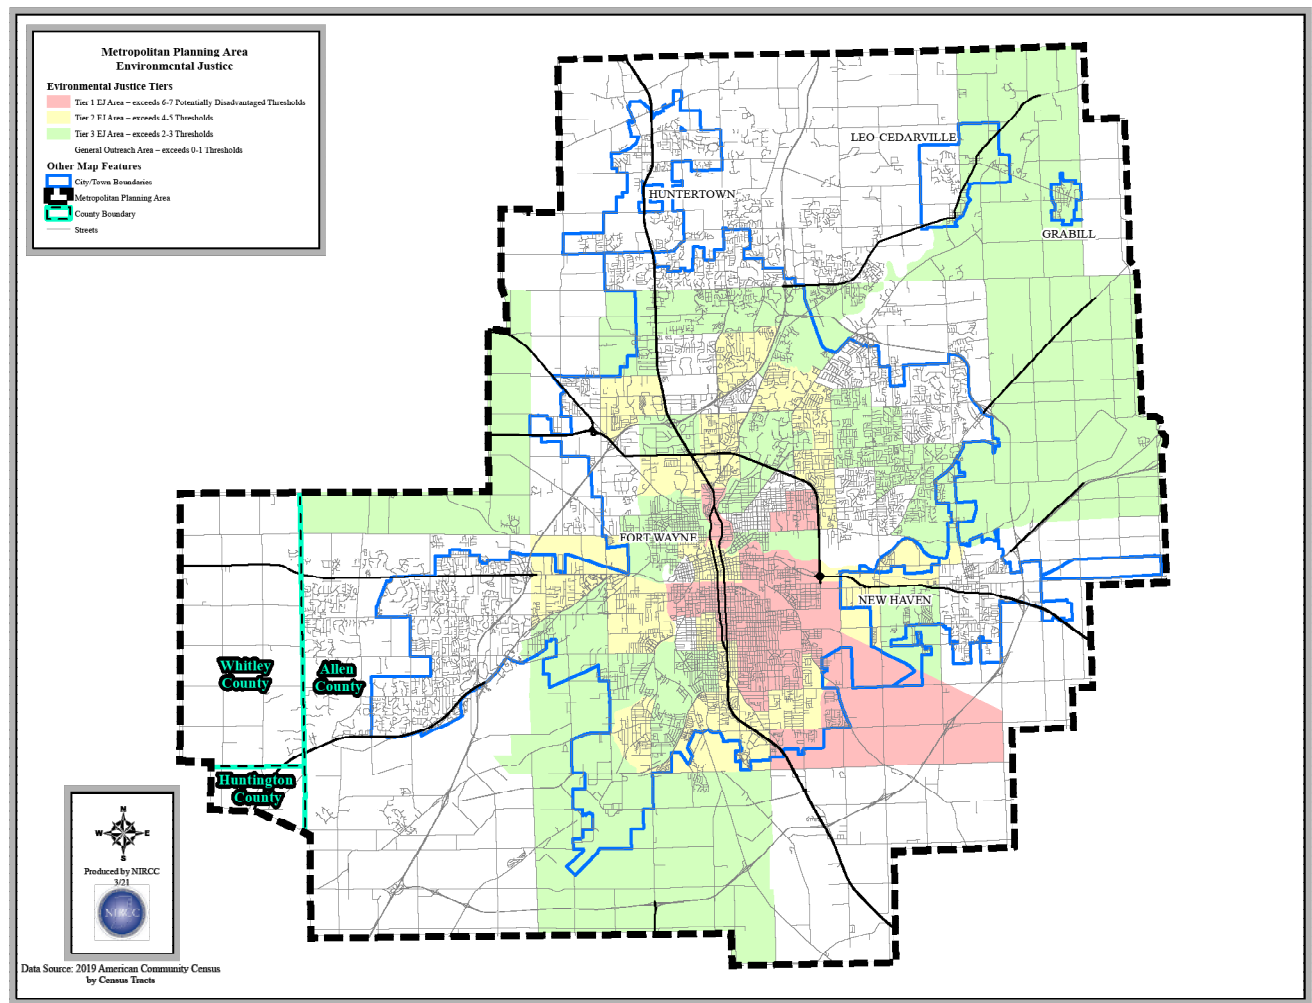 Metropolitan Planning Area
Environmental Justice
Evironmental Justice Tiers
Tier 1 EJ Area – exceeds 6-7 Potentially Disadvantaged Thresholds
Tier 2 EJ Area – exceeds 4-5 Thresholds
Tier 3 EJ Area – exceeds 2-3 Thresholds
General Outreach Area – exceeds 0-1 Thresholds
Other Map Features
City/Town Boundaries
Metropolitan Planning Area
County Boundary
Streets
LEO-CEDARVILLE
HUNTERTOWN
GRABILL
FORT WAYNE
NEW HAVEN
Whitley
County
Allen
County
Huntington
County
N
W E
S
Produced by NIRCC
3/21
NIRCC
Data Source: 2019 American Community Census
by Census Tracts